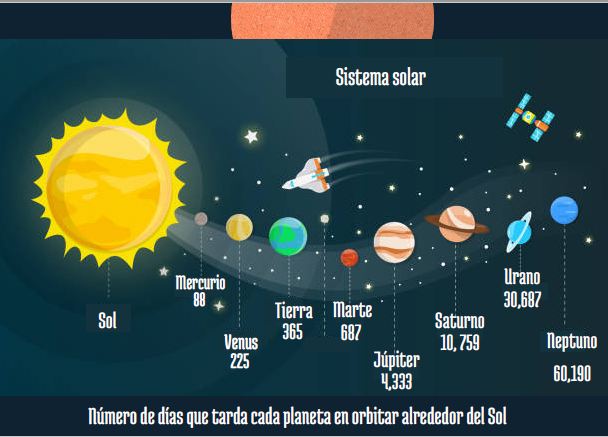 Sistema solar
Sol
Mercurio
88
Venus
225
Tierra
365
Marte
687
Júpiter
4,333
Saturno
10, 759
Urano
30,687
Neptuno
60,190
Número de días que tarda cada planeta en orbitar alrededor del Sol